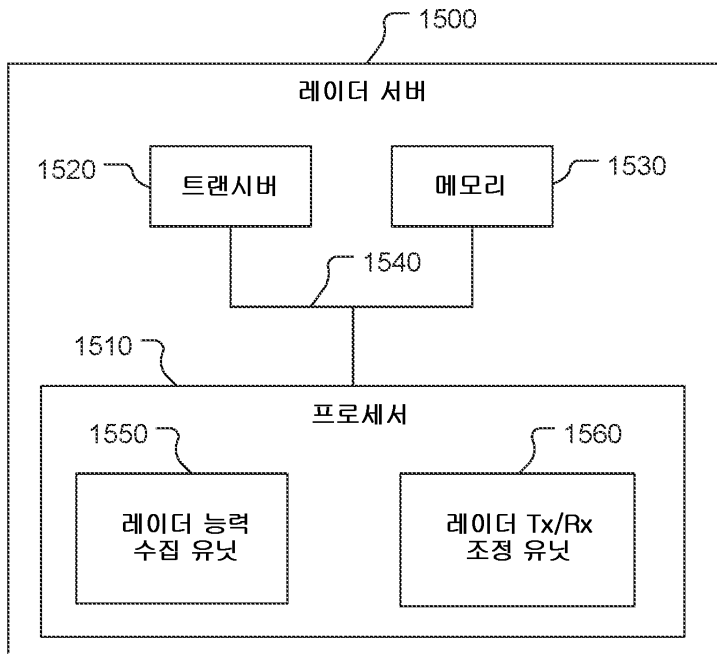 1500
레이더 서버
1520
트랜시버
메모리
1530
1540
1510
프로세서
1550
1560
레이더 능력
수집 유닛
레이더 Tx/Rx
조정 유닛